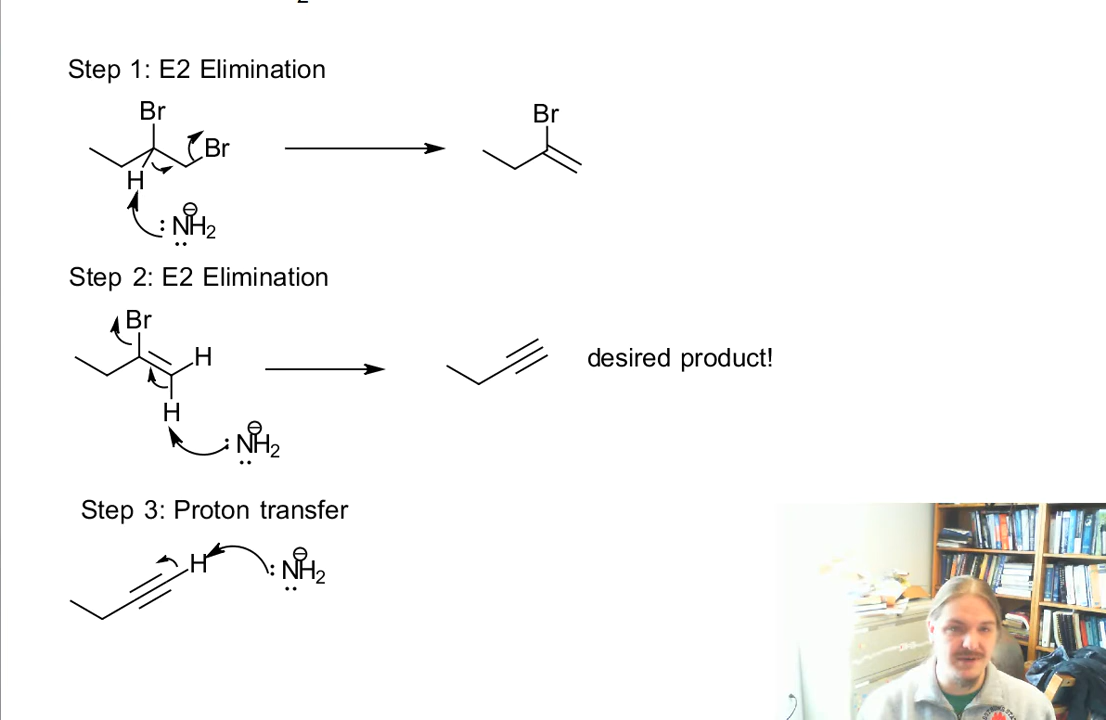 2
Step 1: E2 Elimination
Br
Br
Br
H
:NH2
⊖
Step 2: E2 Elimination
Br
H
desired product!
H
⊖
:NH2
Step 3: Proton transfer
H
⊖
:NH2